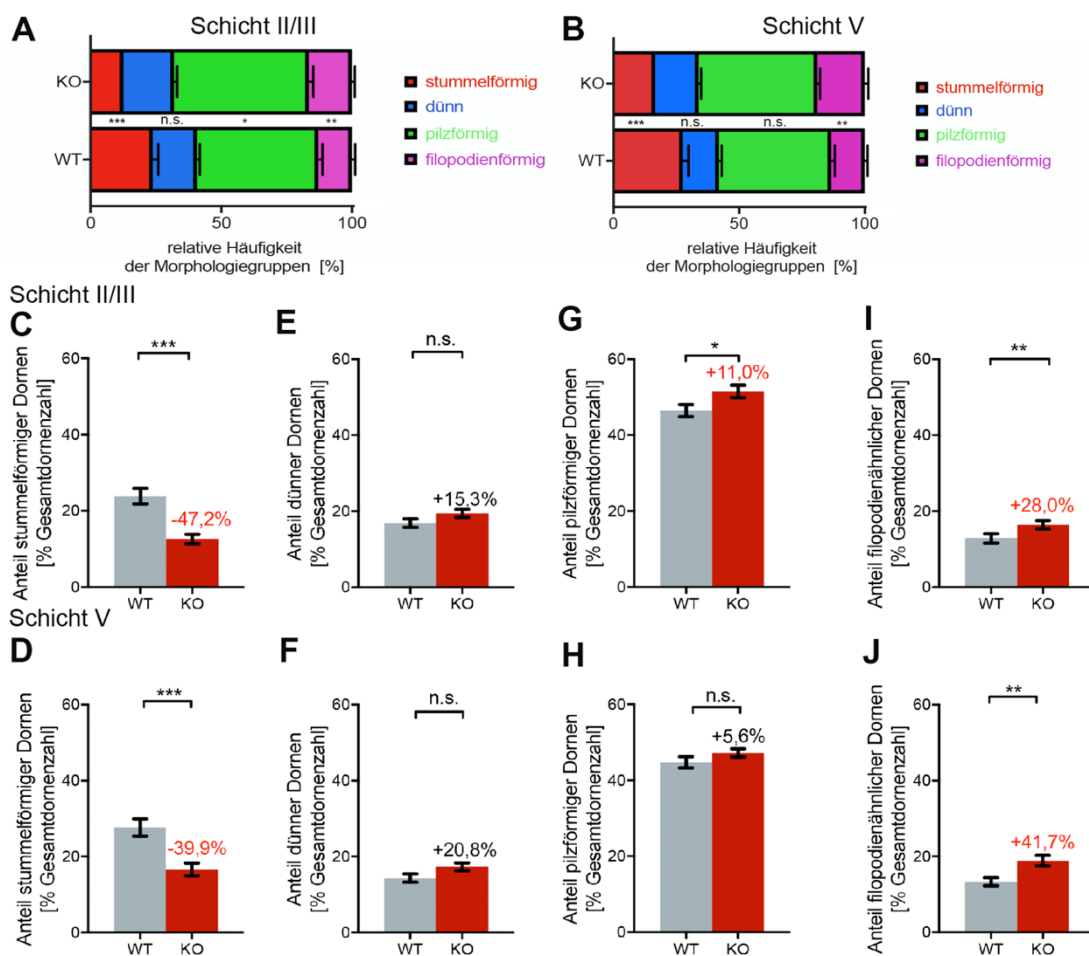 A
Schicht II/III
KO
WT
*** n.s. * **
0 50 100
relative Häufigkeit
der Morphologiegruppen [%]
stummelförmig
dünn
pilzförmig
filopodienförmig
B
Schicht V
KO
WT
*** n.s. n.s. **
0 50 100
relative Häufigkeit
der Morphologiegruppen [%]
stummelförmig
dünn
pilzförmig
filopodienförmig
Schicht II/III
C
Anteil stummelförmiger Dornen
[% Gesamtdornenzahl]
60
40
20
0
***
-47,2%
WT KO
E
Anteil dünner Dornen
[% Gesamtdornenzahl]
60
40
20
0
n.s.
+15,3%
WT KO
G
Anteil pilzförmiger Dornen
[% Gesamtdornenzahl]
60
40
20
0
*
+11,0%
WT KO
I
Anteil filopodienähnlicher Dornen
[% Gesamtdornenzahl]
60
40
20
0
**
+28,0%
WT KO
Schicht V
D
Anteil stummelförmiger Dornen
[% Gesamtdornenzahl]
60
40
20
0
***
-39,9%
WT KO
F
Anteil dünner Dornen
[% Gesamtdornenzahl]
60
40
20
0
n.s.
+20,8%
WT KO
H
Anteil pilzförmiger Dornen
[% Gesamtdornenzahl]
60
40
20
0
n.s.
+5,6%
WT KO
J
Anteil filopodienähnlicher Dornen
[% Gesamtdornenzahl]
60
40
20
0
**
+41,7%
WT KO